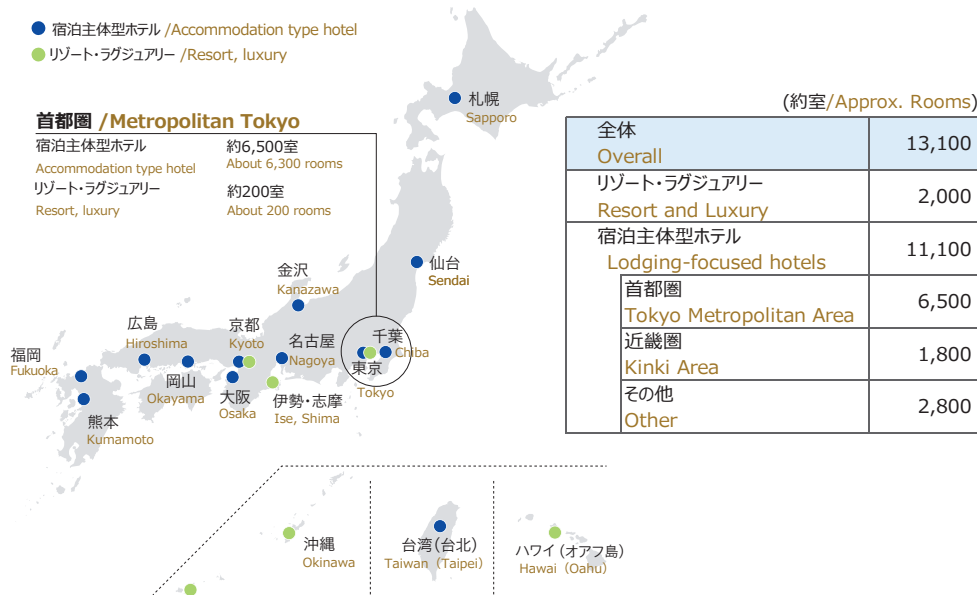 宿泊主体型ホテル /Accommodation type hotel
リゾート・ラグジュアリー /Resort, luxury
首都圏 /Metropolitan Tokyo
宿泊主体型ホテル 約6,500室
Accommodation type hotel About 6,300 rooms
リゾート・ラグジュアリー 約200室
Resort, luxury About 200 rooms
札幌
Sapporo
仙台
Sendai
金沢
Kanazawa
広島
Hiroshima
京都
Kyoto
名古屋
Nagoya
千葉
Chiba
東京
Tokyo
福岡
Fukuoka
岡山
Okayama
大阪
Osaka
伊勢・志摩
Ise, Shima
熊本
Kumamoto
沖縄
Okinawa
台湾(台北)
Taiwan（Taipei）
ハワイ (オアフ島)
Hawai（Oahu）
(約室/Approx. Rooms)
全体
Overall 13,100
リゾート・ラグジュアリー
Resort and Luxury 2,000
宿泊主体型ホテル
Lodging-focused hotels 11,100
首都圏
Tokyo Metropolitan Area 6,500
近畿圏
Kinki Area 1,800
その他
Other 2,800